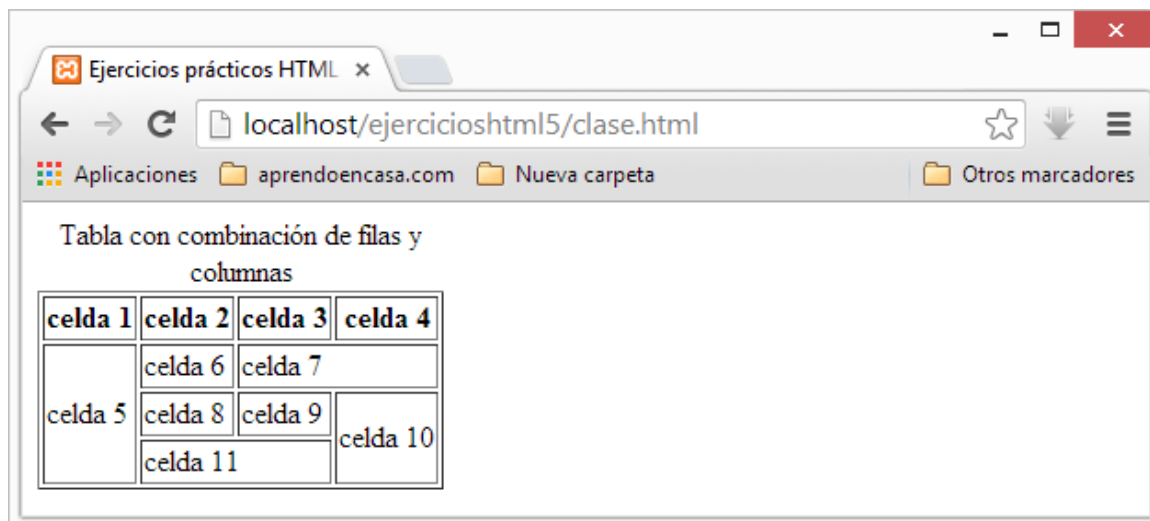 Ejercicios prácticos HTML
localhost/ejercicioshtml5/clase.html
Aplicaciones aprendoencasa.com Nueva carpeta Otros marcadores
Tabla con combinación de filas y
columnas
celda 1 celda 2 celda 3 celda 4
celda 6 celda 7
celda 5 celda 8 celda 9
celda 10
celda 11